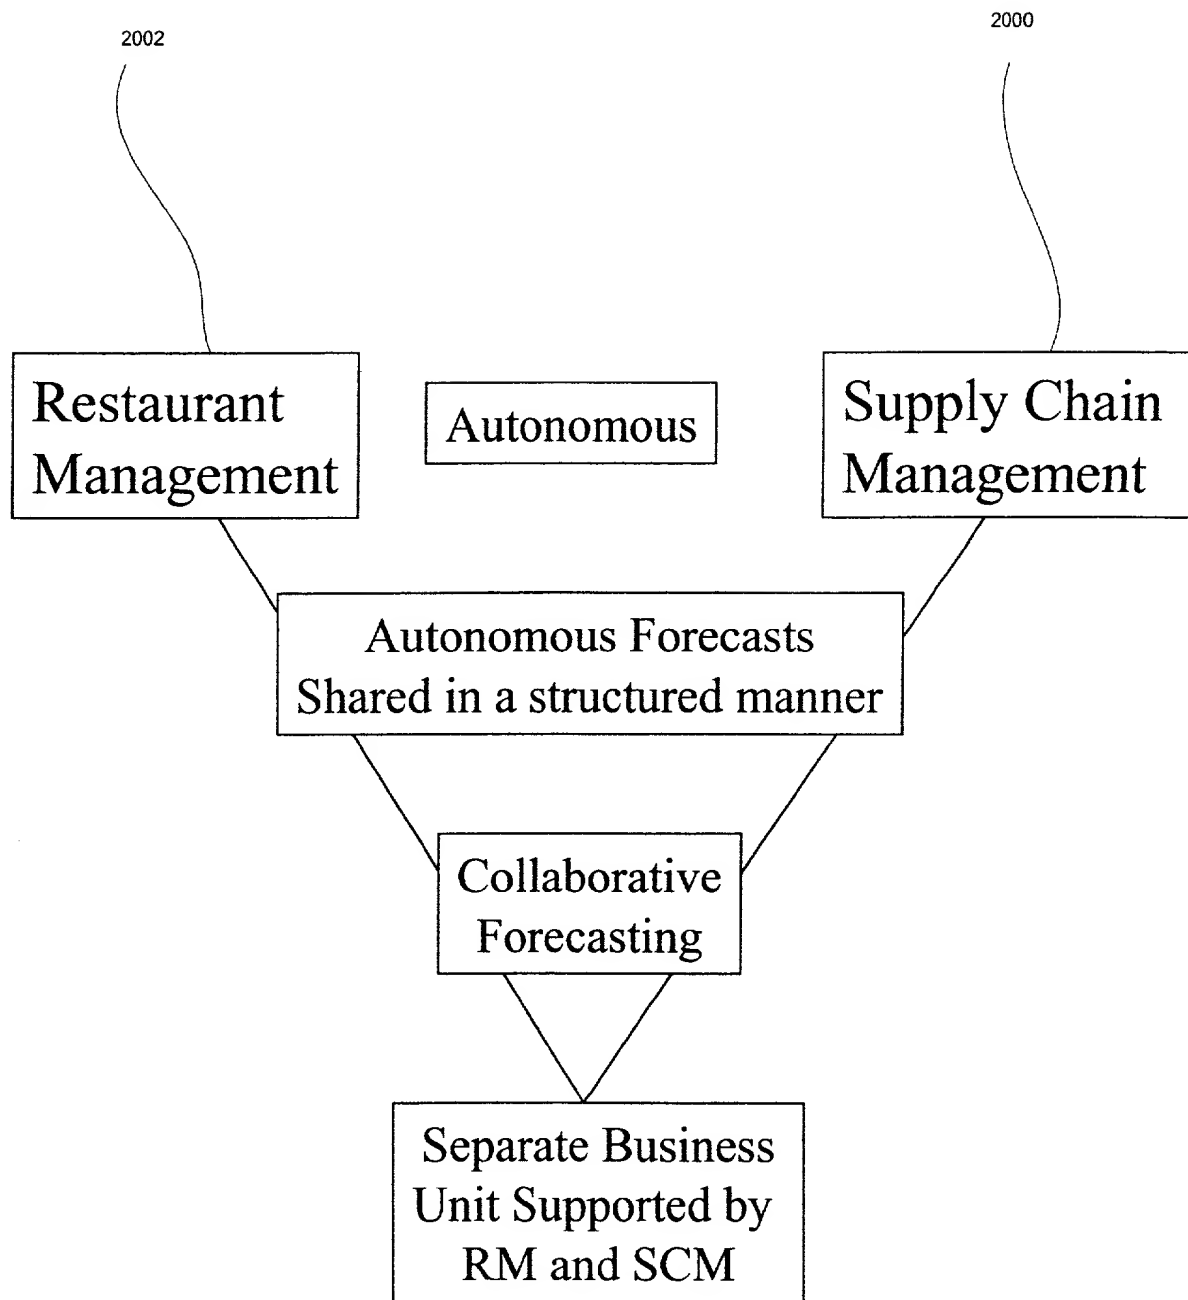 2002
2000
Restaurant
Management
Autonomous
Supply Chain
Management
Autonomous Forecasts
Shared in a structured manner
Collaborative
Forecasting
Separate Business
Unit Supported by
RM and SCM